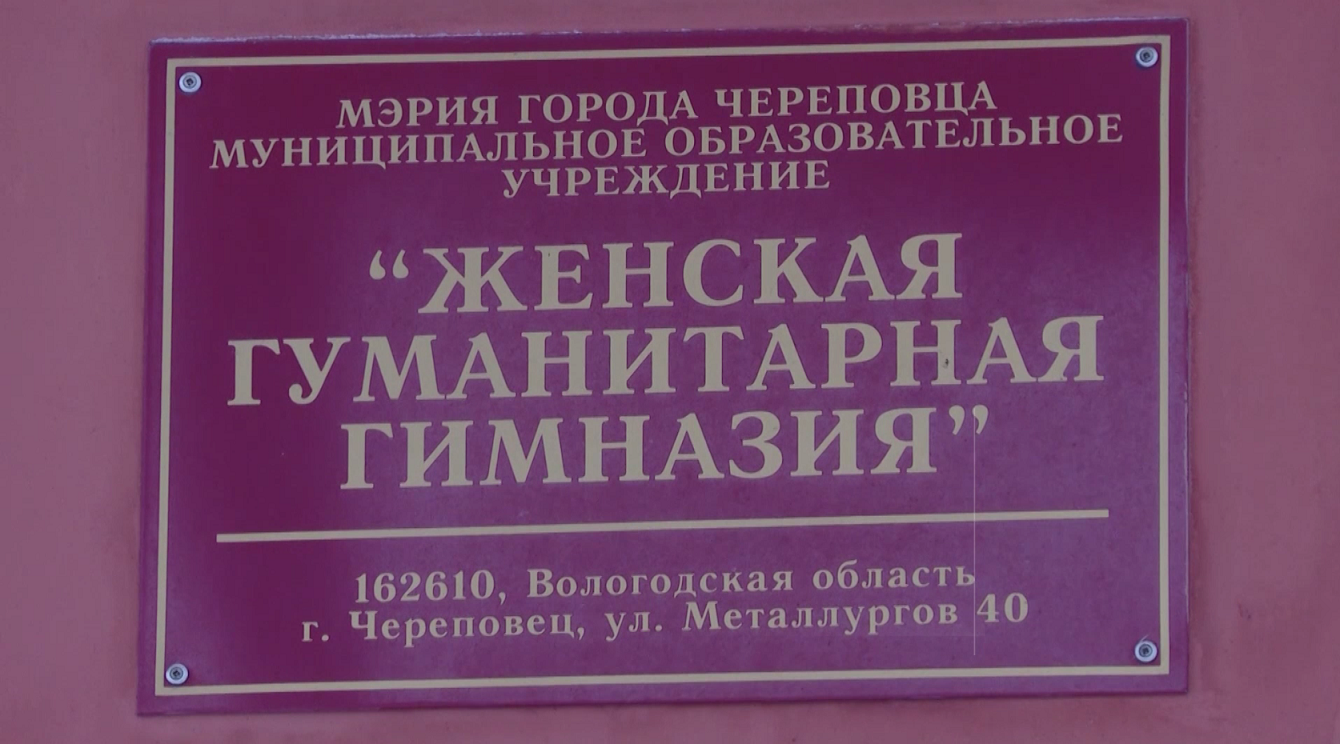 МЭРИЯ ГОРОДА ЧЕРЕПОВЦА
МУНИЦИПАЛЬНОЕ ОБРАЗОВАТЕЛЬНОЕ
УЧРЕЖДЕНИЕ
“ЖЕНСКАЯ
ГУМАНИТАРНАЯ
ГИМНАЗИЯ”
162610, Вологодская область
г. Череповец, ул. Металлургов 40